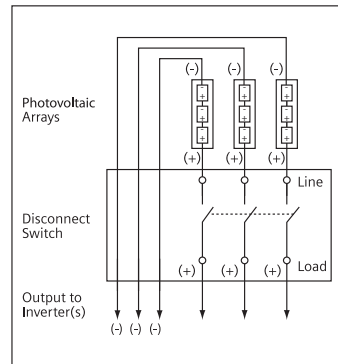 (-) (-) (-)
Photovoltaic
Arrays
- - -
+ + +
- - -
+ + +
- - -
+ + +
(+) (+) (+)
Line
Disconnect
Switch
(+) (+) (+)
Load
Output to
Inverter(s)
(-) (-) (-)